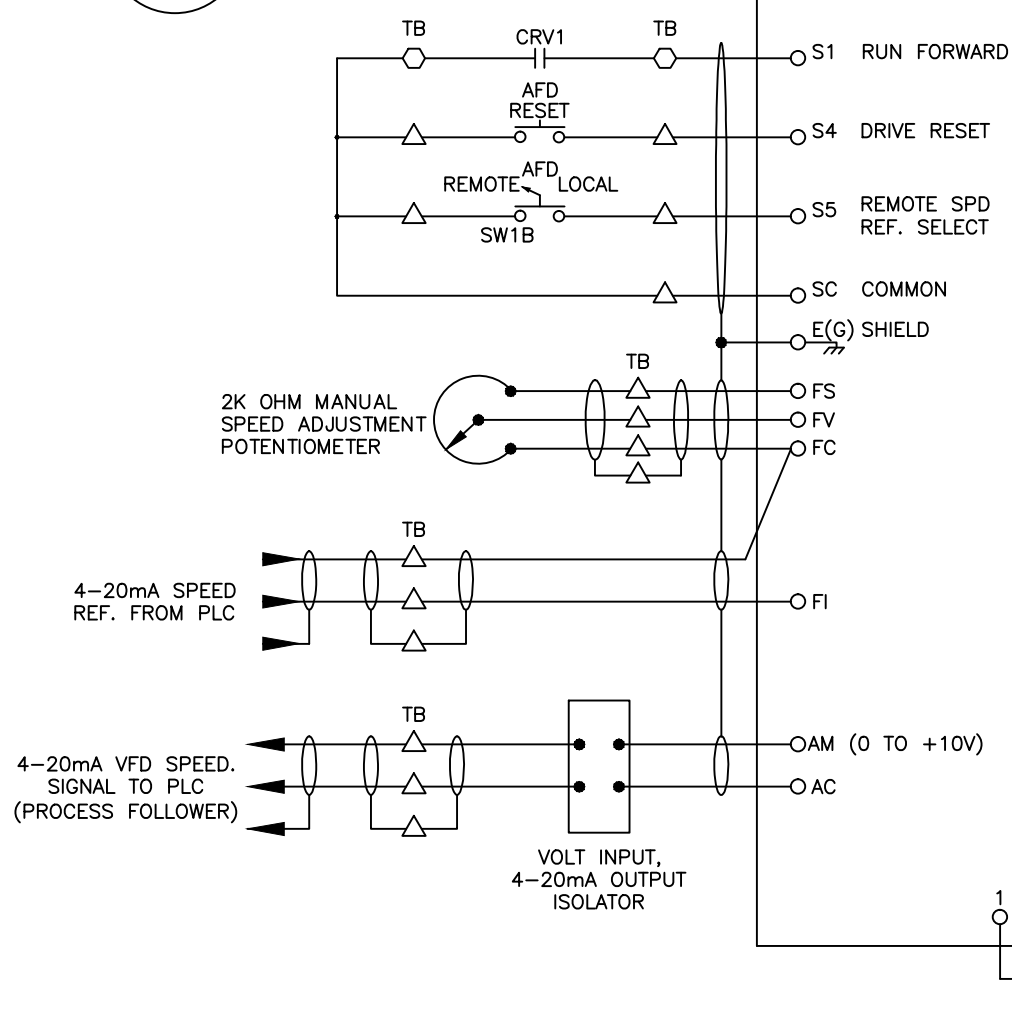 TB
CRV1
TB
S1 RUN FORWARD
AFD
RESET
S4 DRIVE RESET
AFD
REMOTE LOCAL
SW1B
S5 REMOTE SPD
REF. SELECT
SC COMMON
E(G) SHIELD
TB
2K OHM MANUAL
SPEED ADJUSTMENT
POTENTIOMETER
FS
FV
FC
TB
4-20mA SPEED
REF. FROM PLC
FI
TB
4-20mA VFD SPEED.
SIGNAL TO PLC
(PROCESS FOLLOWER)
AM (0 TO +10V)
AC
VOLT INPUT,
4-20mA OUTPUT
ISOLATOR
1